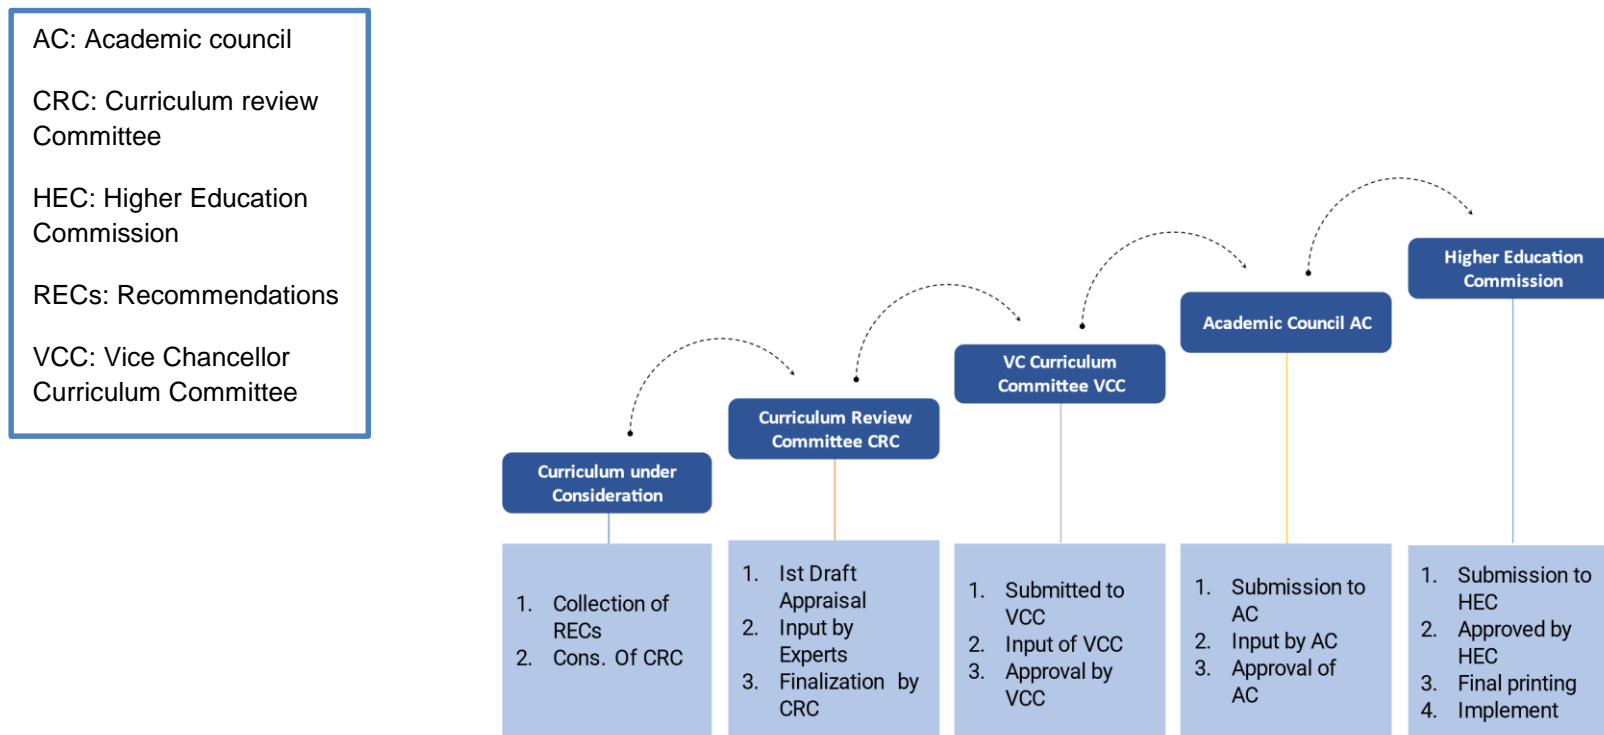 AC: Academic council
CRC: Curriculum review
Committee
HEC: Higher Education
Commission
RECs: Recommendations
VCC: Vice Chancellor
Curriculum Committee
Curriculum under
Consideration
1. Collection of
RECs
2. Cons. Of CRC
Curriculum Review
Committee CRC
1. Ist Draft
Appraisal
2. Input by
Experts
3. Finalization by
CRC
VC Curriculum
Committee VCC
1. Submitted to
VCC
2. Input of VCC
3. Approval by
VCC
Academic Council AC
1. Submission to
AC
2. Input by AC
3. Approval of
AC
Higher Education
Commission
1. Submission to
HEC
2. Approved by
HEC
3. Final printing
4. Implement